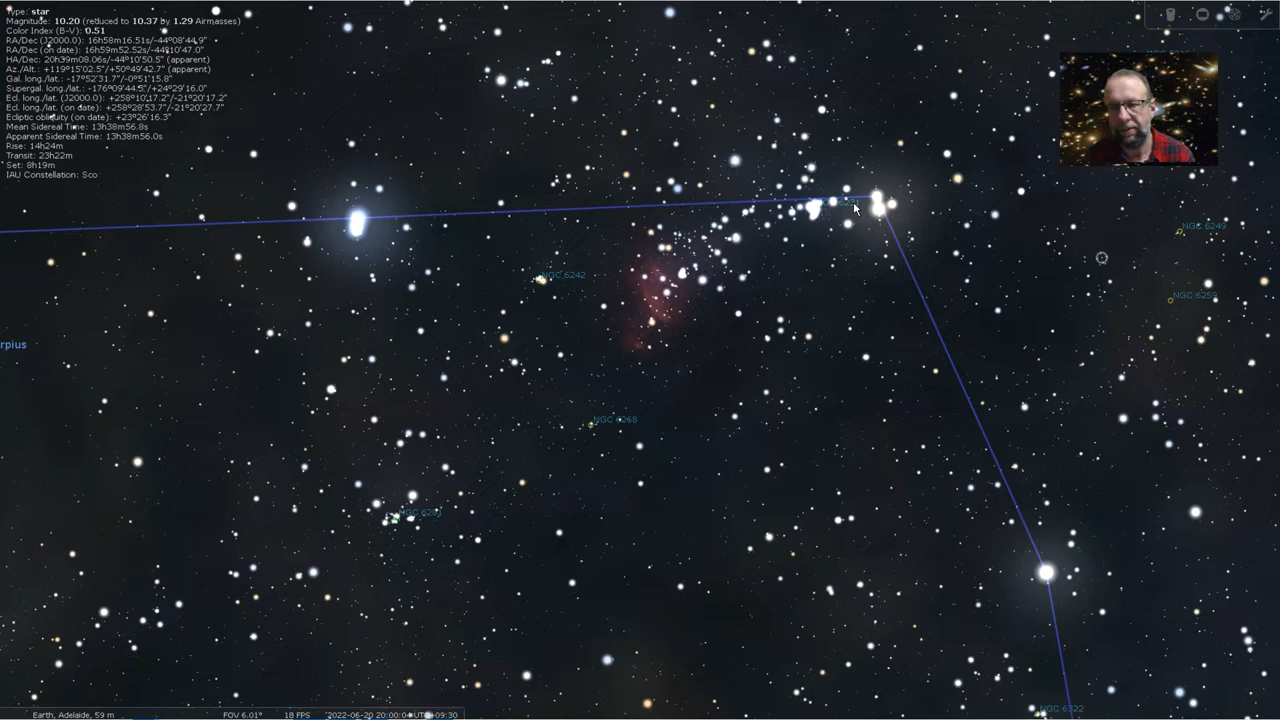 Type: star
Magnitude: 10.20 (reduced to 10.37 by 1.29 Airmasses)
Color Index (B-V): 0.51
RA/Dec (J2000.0): 16h58m16.51s/-44°08'44.9"
RA/Dec (on date): 16h59m52.52s/-44°10'47.0"
HA/Dec: 20h39m08.06s/-44°10'50.5" (apparent)
Az./Alt.: +119°15'02.5"/+50°49'42.7" (apparent)
Gal. long./lat.: -17°52'31.7"/-0°51'15.8"
Supergal. long./lat.: -176°09'44.5"/+24°29'16.0"
Ecl. long./lat. (J2000.0): +258°10'17.2"/-21°20'17.2"
Ecl. long./lat. (on date): +258°28'53.7"/-21°20'27.7"
Ecliptic obliquity (on date): +23°26'16.3"
Mean Sidereal Time: 13h38m56.8s
Apparent Sidereal Time: 13h38m56.0s
Rise: 14h24m
Transit: 23h22m
Set: 8h19m
IAU Constellation: Sco
NGC 6249
NGC 6242
NGC 6259
rpius
NGC 6268
NGC 6281
NGC 6322
Earth, Adelaide, 59 m
FOV 6.01°
18 FPS
2022-06-20 20:00:04 UTC+09:30